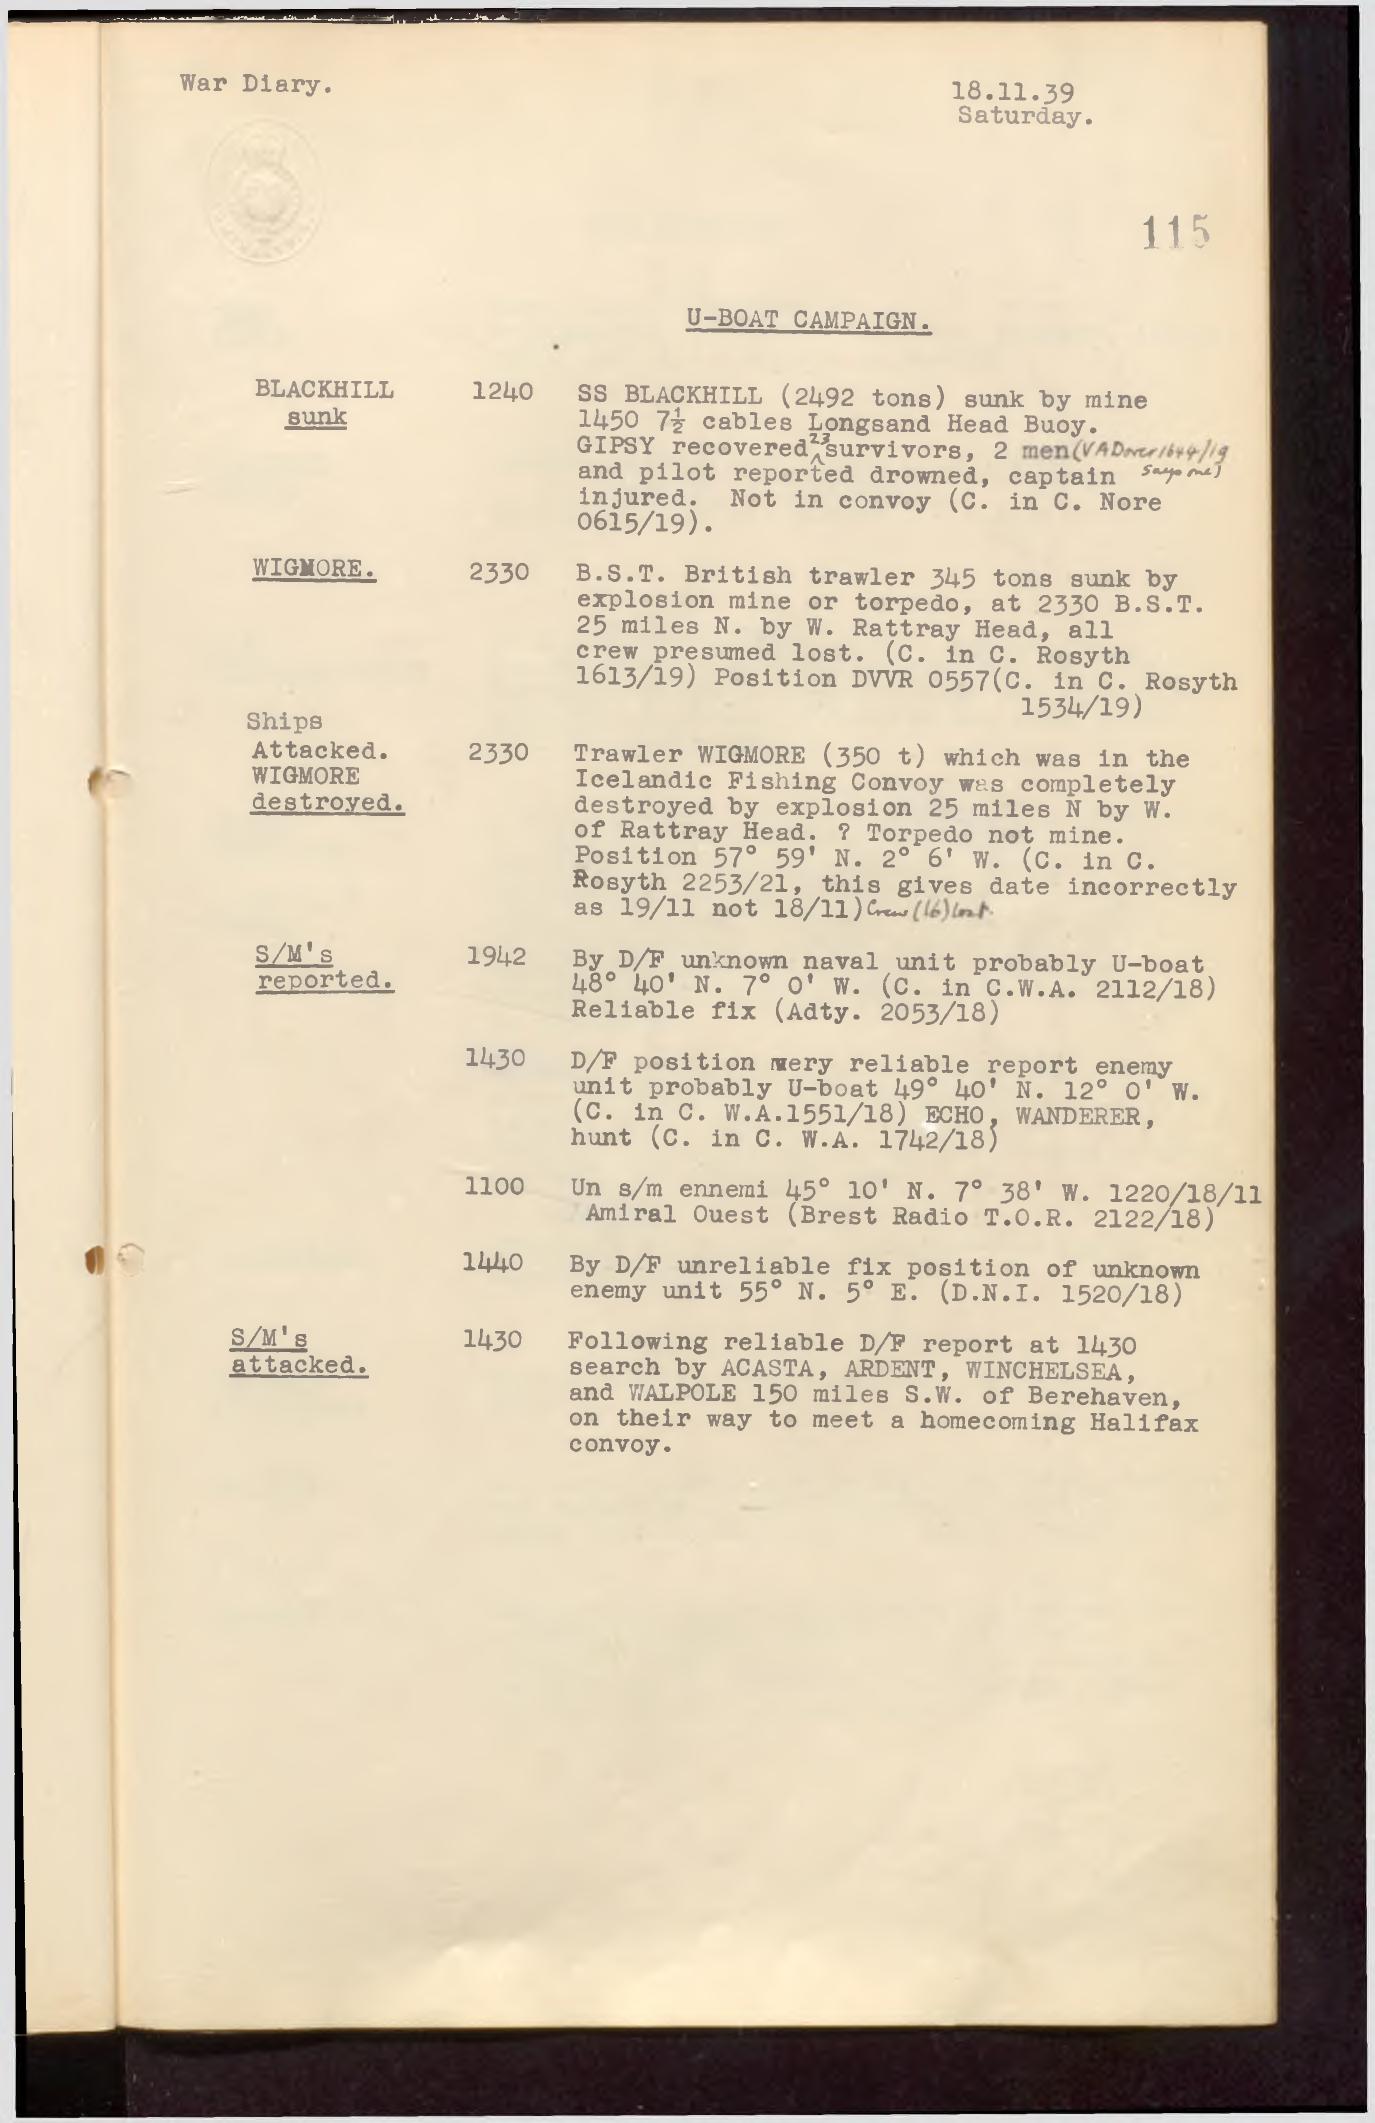 War Diary.
18.11.39
Saturday.
115
U-BOAT CAMPAIGN.
BLACKHILL 1240 SS BLACKHILL (2492 tons) sunk by mine
sunk 1450 7½ cables Longsand Head Buoy.
GIPSY recovered 23 survivors, 2 men (VA Dover 1644/19
and pilot reported drowned, captain says one)
injured. Not in convoy (C. in C. Nore
0615/19).
WIGMORE. 2330 B.S.T. British trawler 345 tons sunk by
explosion mine or torpedo, at 2330 B.S.T.
25 miles N. by W. Rattray Head, all
crew presumed lost. (C. in C. Rosyth
1613/19) Position DVVR 0557(C. in C. Rosyth
1534/19)
Ships
Attacked. 2330 Trawler WIGMORE (350 t) which was in the
WIGMORE Icelandic Fishing Convoy was completely
destroyed. destroyed by explosion 25 miles N by W.
of Rattray Head. ? Torpedo not mine.
Position 57° 59' N. 2° 6' W. (C. in C.
Rosyth 2253/21, this gives date incorrectly
as 19/11 not 18/11) Crew (16) lost.
S/M's 1942 By D/F unknown naval unit probably U-boat
reported. 48° 40' N. 7° 0' W. (C. in C.W.A. 2112/18)
Reliable fix (Adty. 2053/18)
1430 D/F position very reliable report enemy
unit probably U-boat 49° 40' N. 12° 0' W.
(C. in C. W.A.1551/18) ECHO, WANDERER,
hunt (C. in C. W.A. 1742/18)
1100 Un s/m ennemi 45° 10' N. 7° 38' W. 1220/18/11
Amiral Ouest (Brest Radio T.O.R. 2122/18)
1440 By D/F unreliable fix position of unknown
enemy unit 55° N. 5° E. (D.N.I. 1520/18)
S/M's 1430 Following reliable D/F report at 1430
attacked. search by ACASTA, ARDENT, WINCHELSEA,
and WALPOLE 150 miles S.W. of Berehaven,
on their way to meet a homecoming Halifax
convoy.